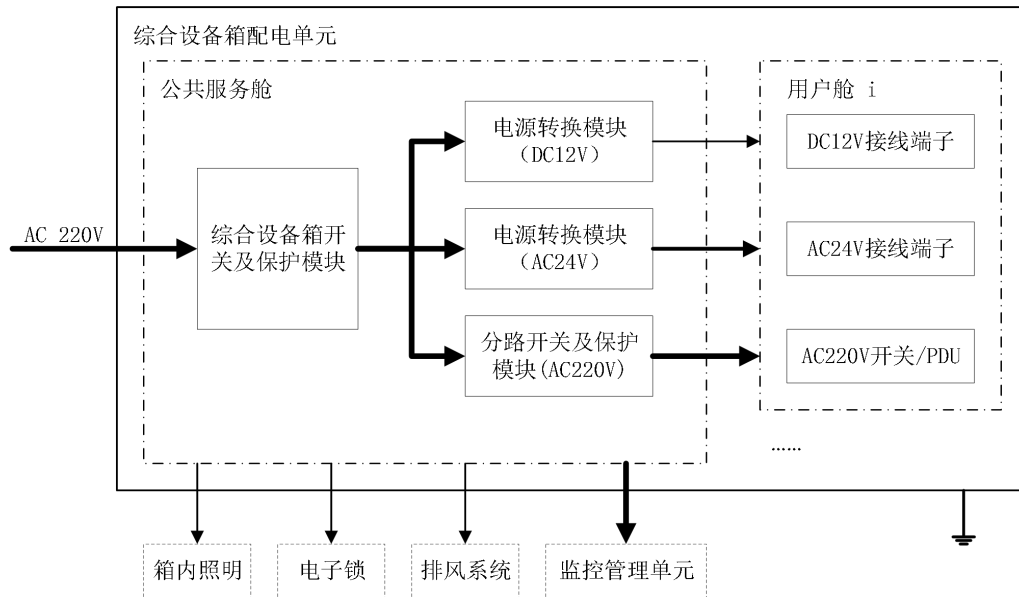 综合设备箱配电单元
公共服务舱
用户舱 i
电源转换模块
（DC12V）
DC12V接线端子
AC 220V
综合设备箱开
关及保护模块
电源转换模块
（AC24V）
AC24V接线端子
分路开关及保护
模块(AC220V)
AC220V开关/PDU
……
箱内照明
电子锁
排风系统
监控管理单元